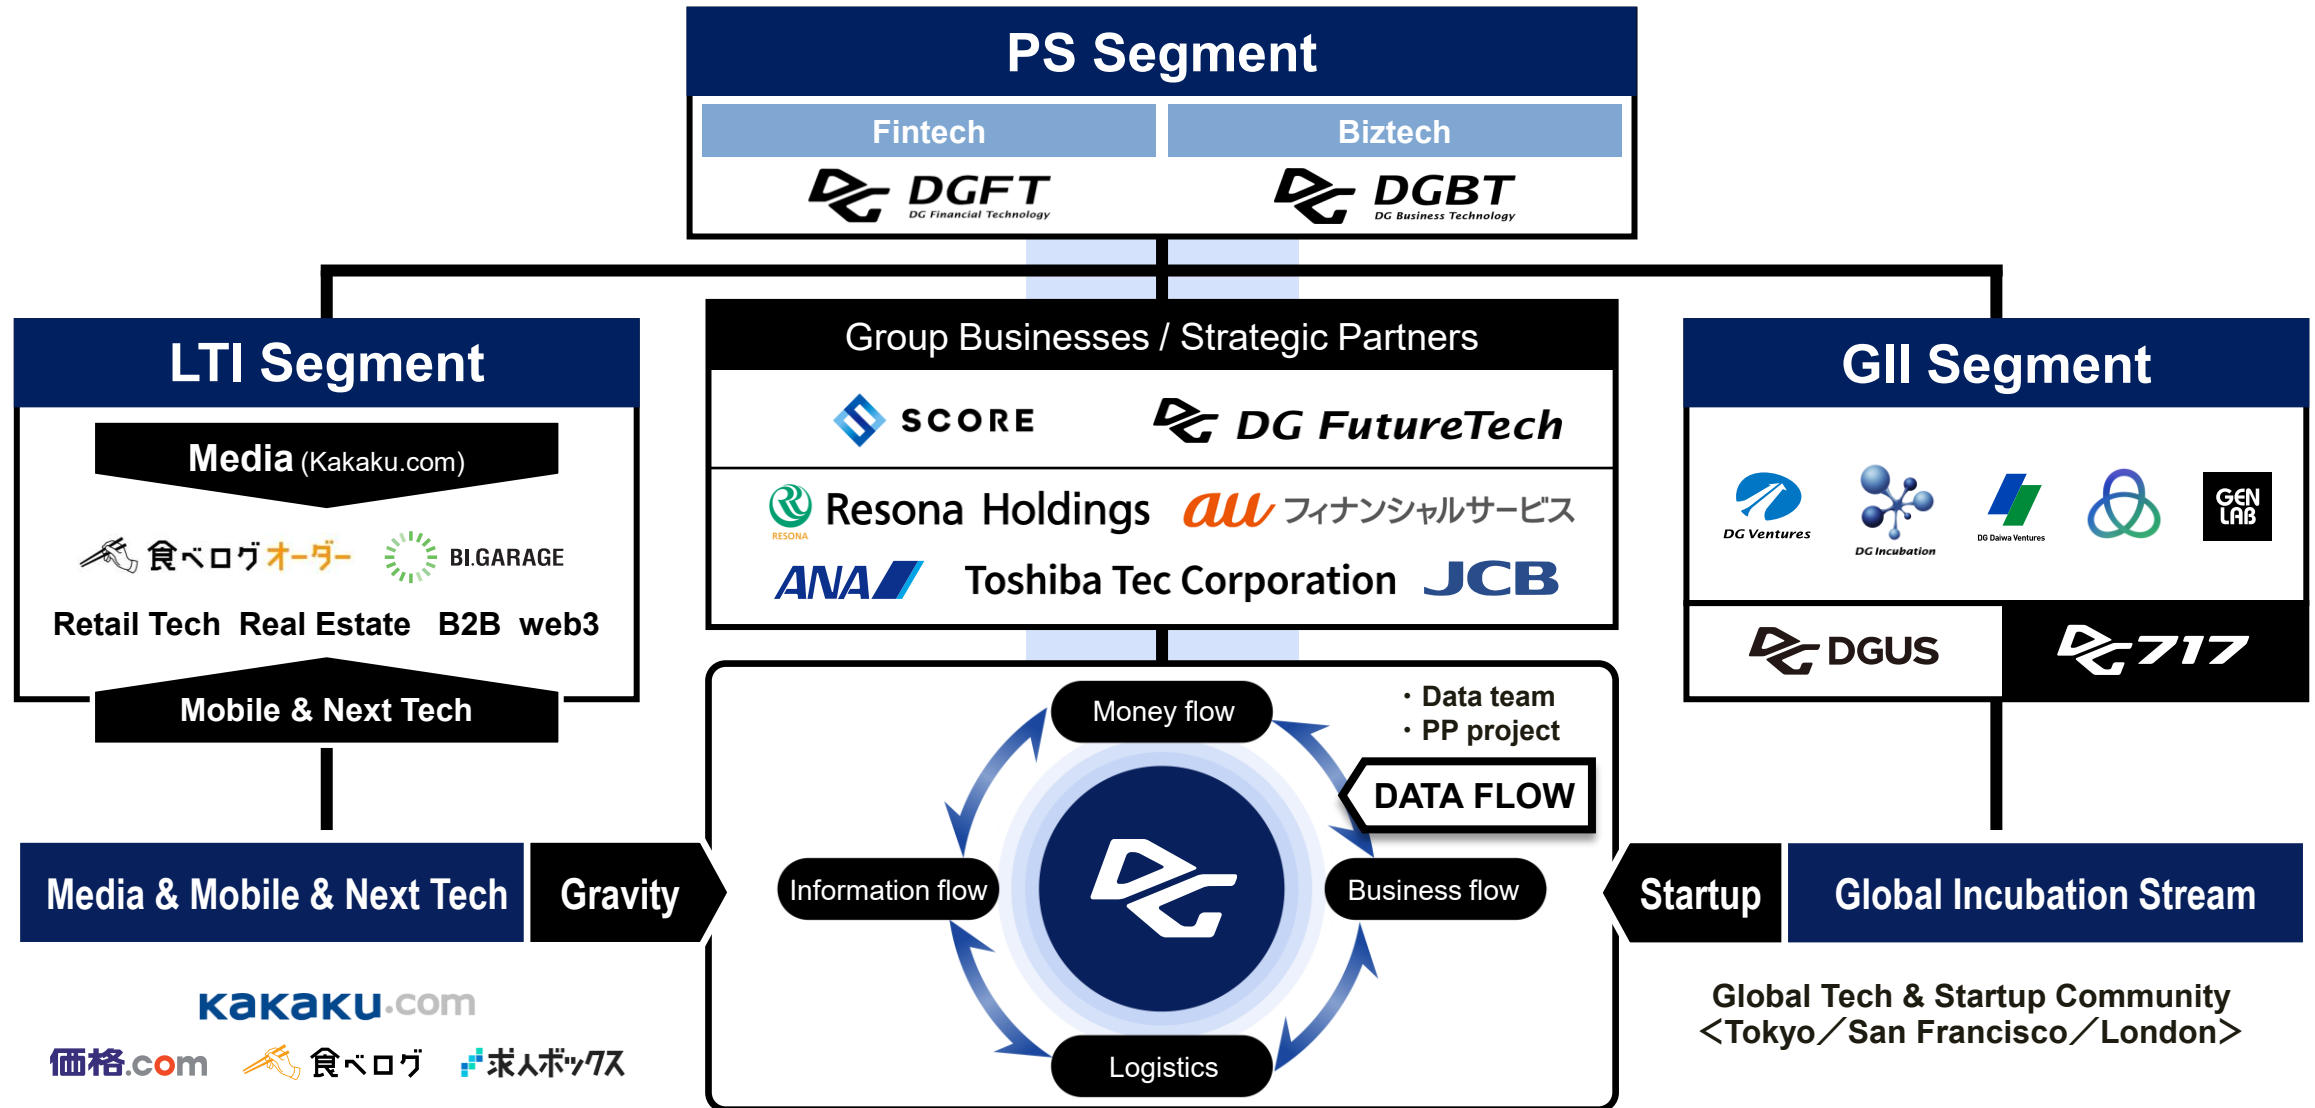 PS Segment
Fintech
Biztech
DGFT
DG Financial Technology
DGBT
DG Business Technology
LTI Segment
Media (Kakaku.com)
食べログオーダー
BI.GARAGE
Retail Tech Real Estate B2B web3
Mobile & Next Tech
Group Businesses / Strategic Partners
SCORE
DG FutureTech
RESONA
Resona Holdings
au フィナンシャルサービス
ANA
Toshiba Tec Corporation
JCB
GII Segment
DG Ventures
DG Incubation
DG Daiwa Ventures
GEN
LAB
DGUS
717
Money flow
・Data team
・PP project
DATA FLOW
Information flow
Business flow
Logistics
Media & Mobile & Next Tech
Gravity
Startup
Global Incubation Stream
Kakaku.com
価格.com
食べログ
求人ボックス
Global Tech & Startup Community
＜Tokyo／San Francisco／London＞